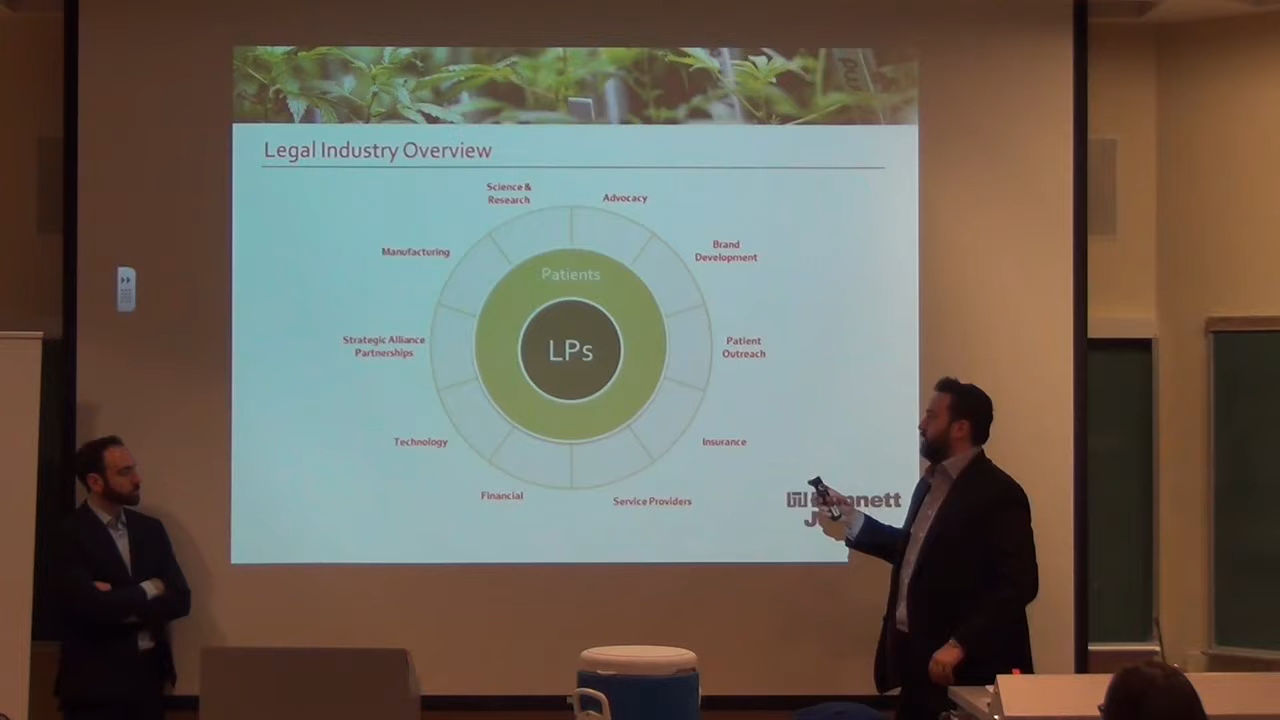 Legal Industry Overview
Science &
Research
Advocacy
Manufacturing
Brand
Development
Patients
LPs
Strategic Alliance
Partnerships
Patient
Outreach
Technology
Insurance
Financial
Service Providers